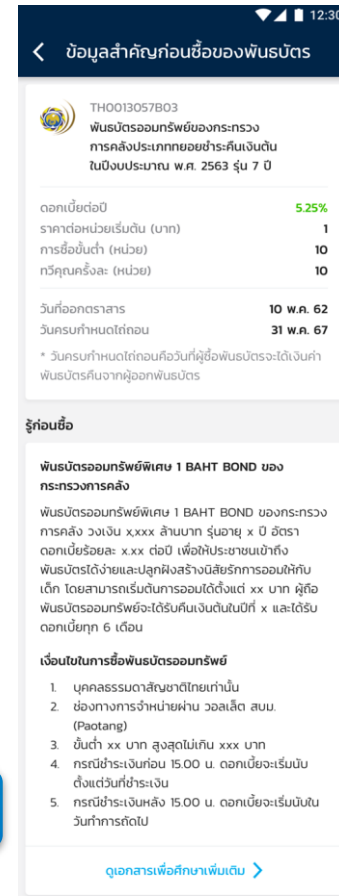 12:30
ข้อมูลสำคัญก่อนซื้อของพันธบัตร
TH0013057B03
พันธบัตรออมทรัพย์ของกระทรวง
การคลังประเภททยอยชำระคืนเงินต้น
ในปีงบประมาณ พ.ศ. 2563 รุ่น 7 ปี
ดอกเบี้ยต่อปี 5.25%
ราคาต่อหน่วยเริ่มต้น (บาท) 1
การซื้อขั้นต่ำ (หน่วย) 10
ทวีคูณครั้งละ (หน่วย) 10
วันที่ออกตราสาร 10 พ.ค. 62
วันครบกำหนดไถ่ถอน 31 พ.ค. 67
* วันครบกำหนดไถ่ถอนคือวันที่ผู้ซื้อพันธบัตรจะได้เงินค่า
พันธบัตรคืนจากผู้ออกพันธบัตร
รู้ก่อนซื้อ
พันธบัตรออมทรัพย์พิเศษ 1 BAHT BOND ของ
กระทรวงการคลัง
พันธบัตรออมทรัพย์พิเศษ 1 BAHT BOND ของกระทรวง
การคลัง วงเงิน x,xxx ล้านบาท รุ่นอายุ x ปี อัตรา
ดอกเบี้ยร้อยละ x.xx ต่อปี เพื่อให้ประชาชนเข้าถึง
พันธบัตรได้ง่ายและปลูกฝังสร้างนิสัยรักการออมให้กับ
เด็ก โดยสามารถเริ่มต้นการออมได้ตั้งแต่ xx บาท ผู้ถือ
พันธบัตรออมทรัพย์จะได้รับคืนเงินต้นในปีที่ x และได้รับ
ดอกเบี้ยทุก 6 เดือน
เงื่อนไขในการซื้อพันธบัตรออมทรัพย์
1. บุคคลธรรมดาสัญชาติไทยเท่านั้น
2. ช่องทางการจำหน่ายผ่าน วอลเล็ต สบม.
(Paotang)
3. ขั้นต่ำ xx บาท สูงสุดไม่เกิน xxx บาท
4. กรณีชำระเงินก่อน 15.00 น. ดอกเบี้ยจะเริ่มนับ
ตั้งแต่วันที่ชำระเงิน
5. กรณีชำระเงินหลัง 15.00 น. ดอกเบี้ยจะเริ่มนับใน
วันทำการถัดไป
ดูเอกสารเพื่อศึกษาเพิ่มเติม